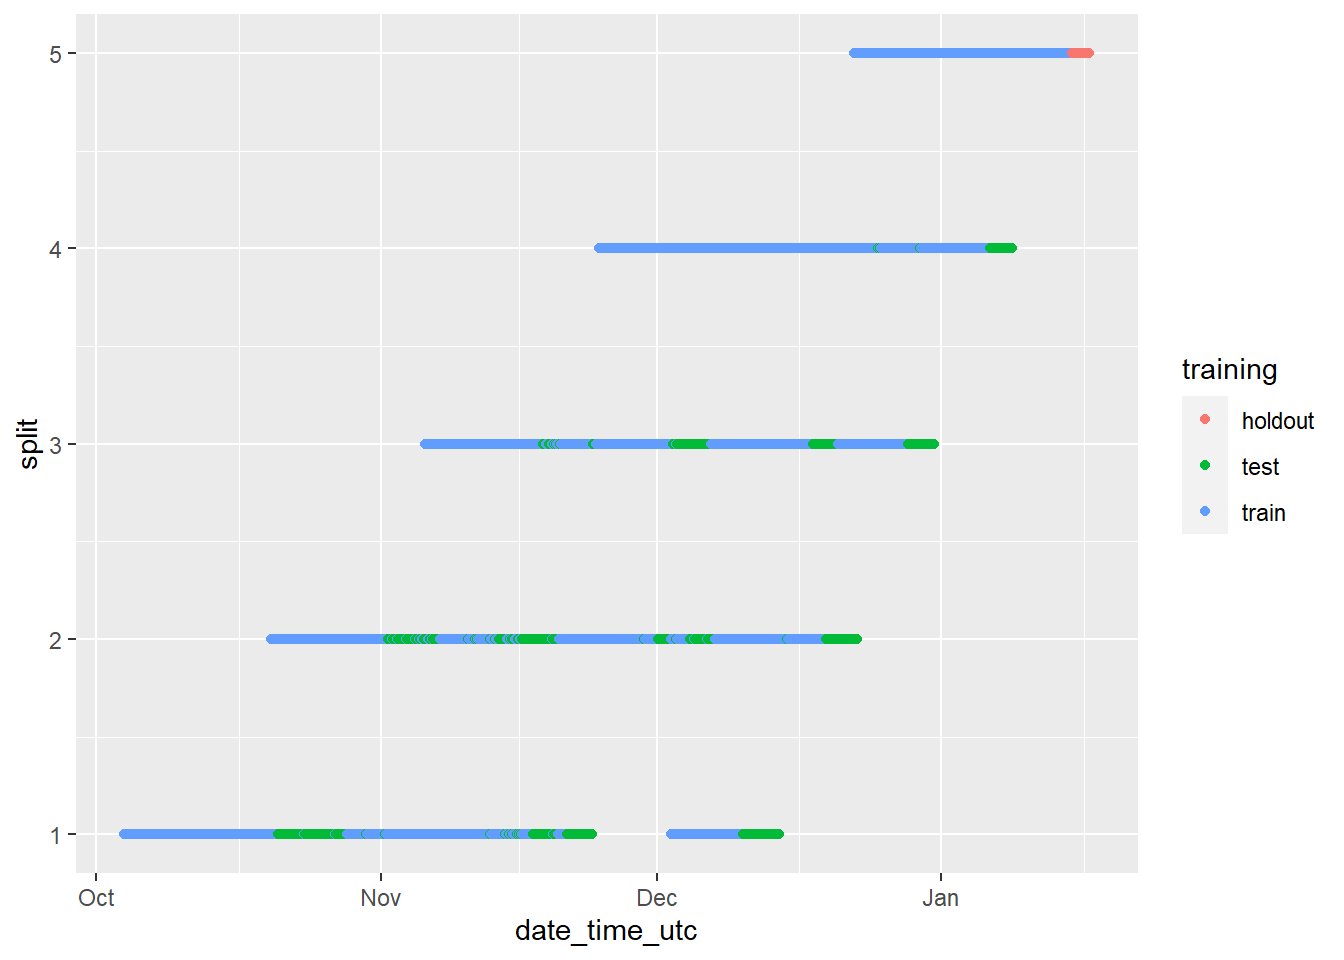 5
4
3
2
1
split
Oct Nov Dec Jan
date_time_utc
training
holdout
test
train